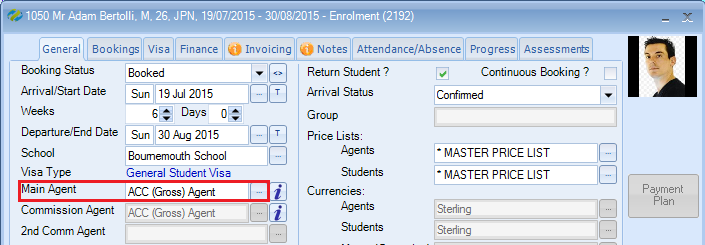 1050 Mr Adam Bertolli, M, 26, JPN, 19/07/2015 - 30/08/2015 - Enrolment (2192)
General Bookings Visa Finance Invoicing Notes Attendance/Absence Progress Assessments
Booking Status Booked <>
Arrival/Start Date Sun 19 Jul 2015 ... T
Weeks 6 Days 0
Departure/End Date Sun 30 Aug 2015 ... T
School Bournemouth School ...
Visa Type General Student Visa
Main Agent ACC (Gross) Agent ... i
Commission Agent ACC (Gross) Agent ... i
2nd Comm Agent ...
Return Student ? Continuous Booking ?
Arrival Status Confirmed
Group
Price Lists:
Agents * MASTER PRICE LIST ...
Students * MASTER PRICE LIST ...
Currencies:
Agents Sterling ...
Students Sterling ...
Payment
Plan